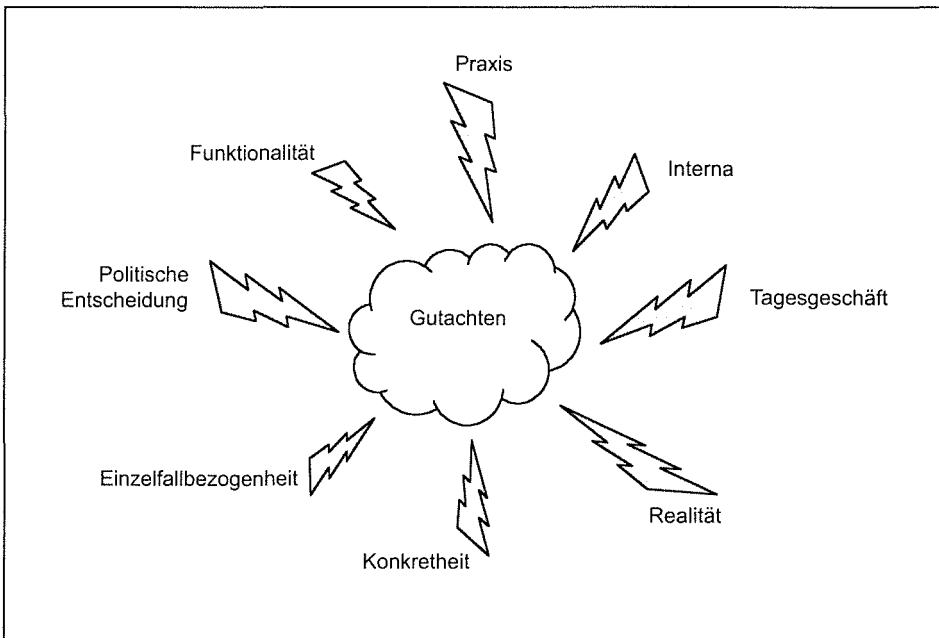 Praxis
Funktionalität
Interna
Politische
Entscheidung
Gutachten
Tagesgeschäft
Einzelfallbezogenheit
Realität
Konkretheit